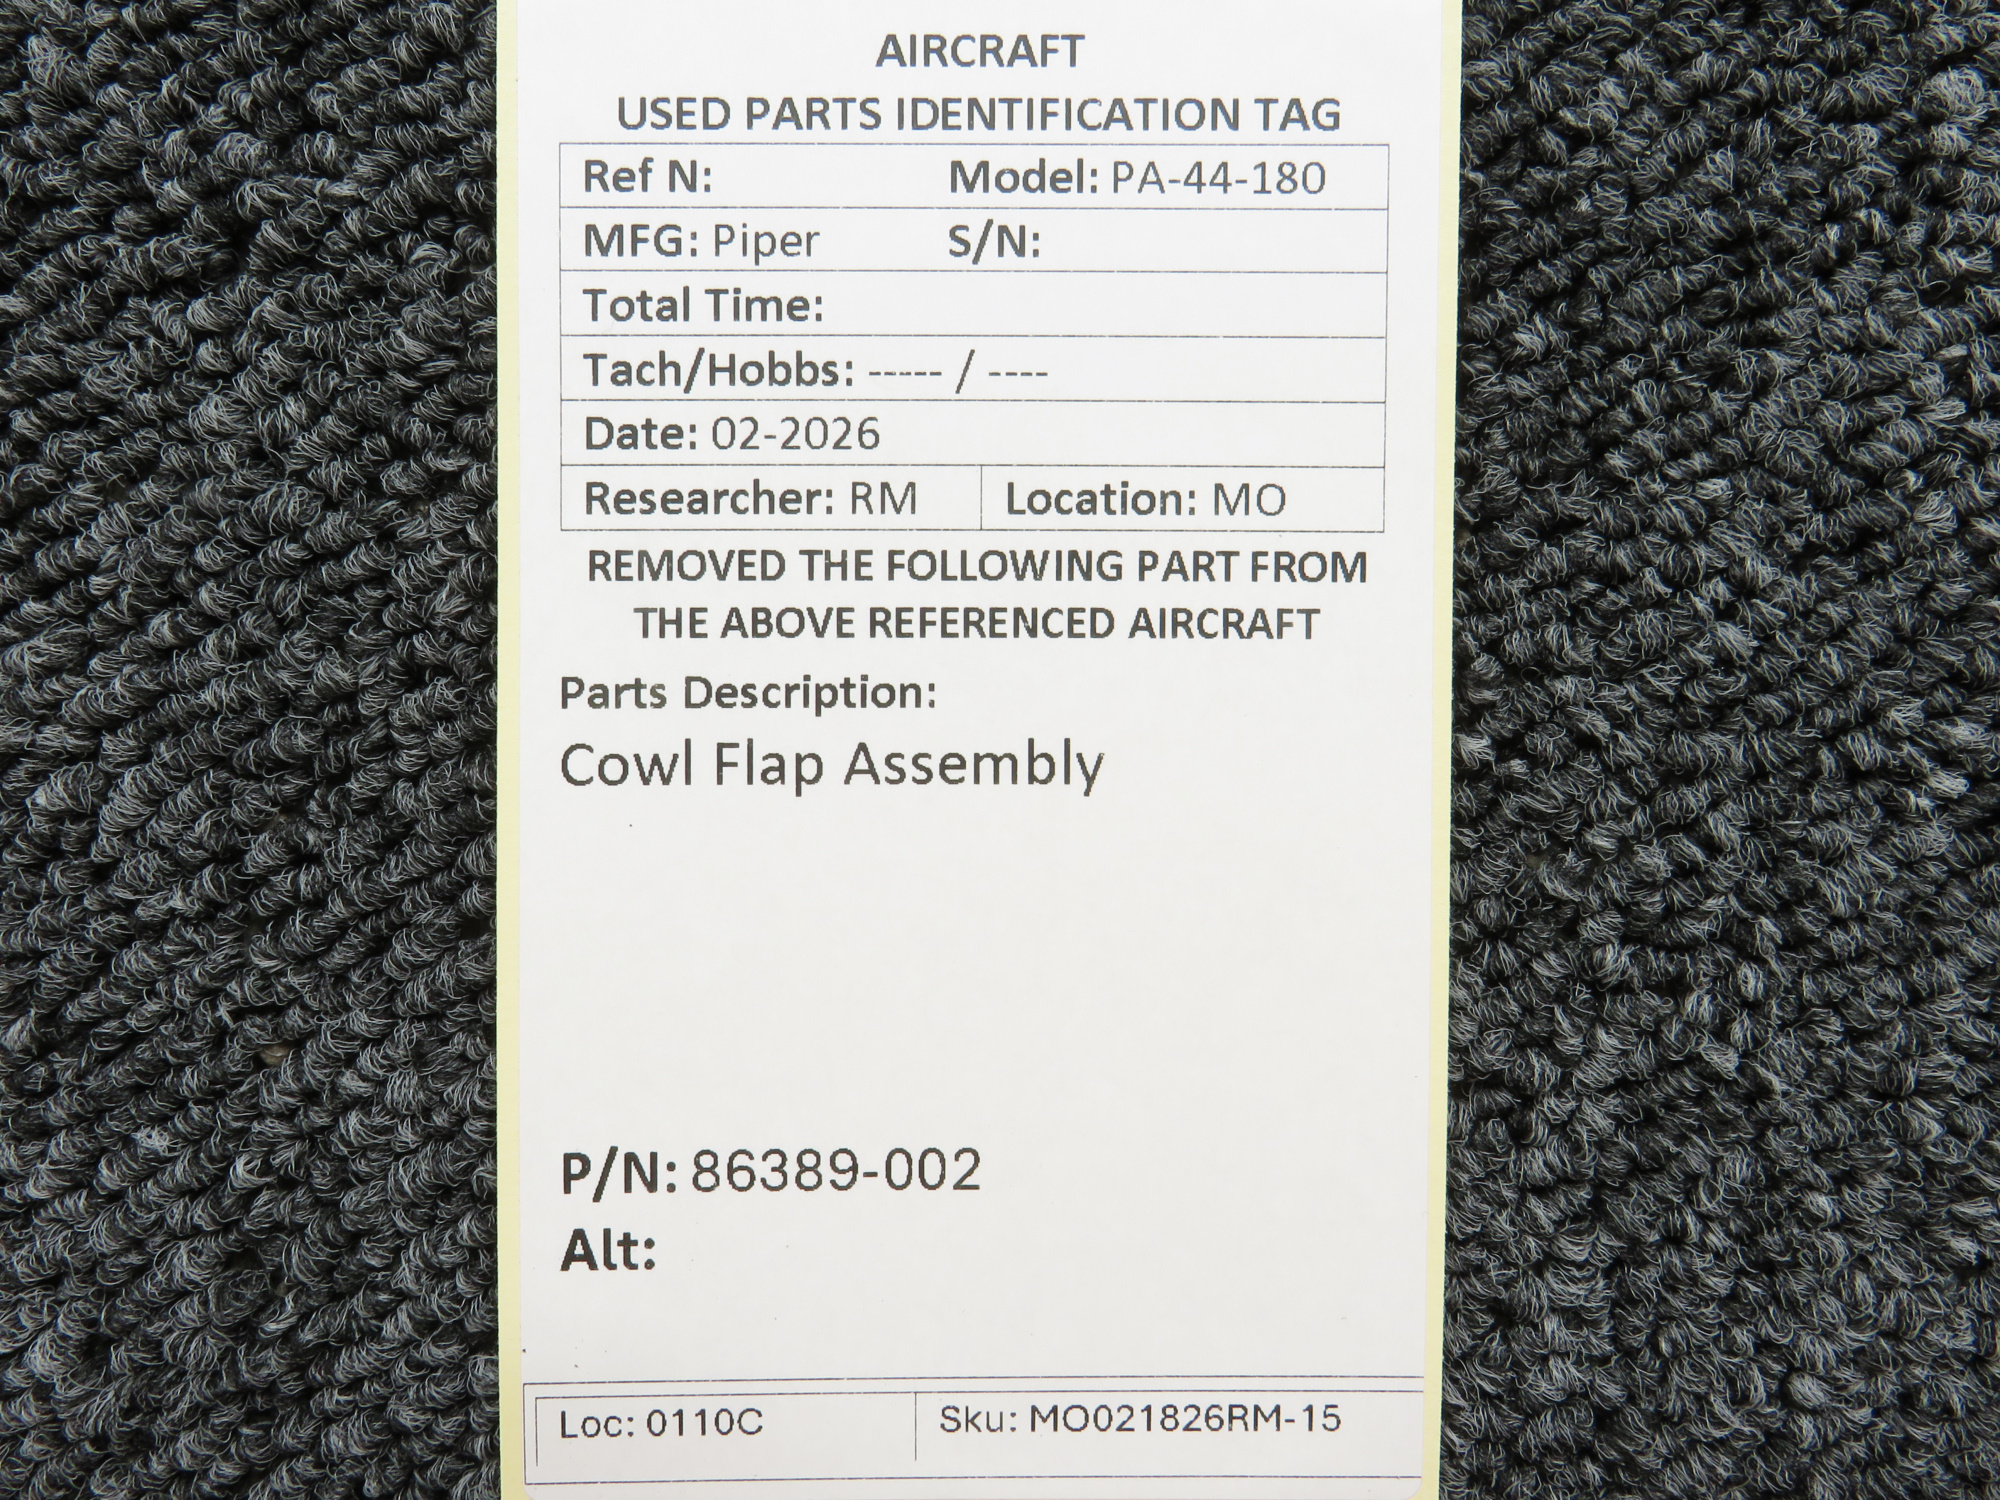 AIRCRAFT
USED PARTS IDENTIFICATION TAG
Ref N: Model: PA-44-180
MFG: Piper S/N:
Total Time:
Tach/Hobbs: ----- / ----
Date: 02-2026
Researcher: RM Location: MO
REMOVED THE FOLLOWING PART FROM
THE ABOVE REFERENCED AIRCRAFT
Parts Description:
Cowl Flap Assembly
P/N: 86389-002
Alt:
Loc: 0110C Sku: MO021826RM-15